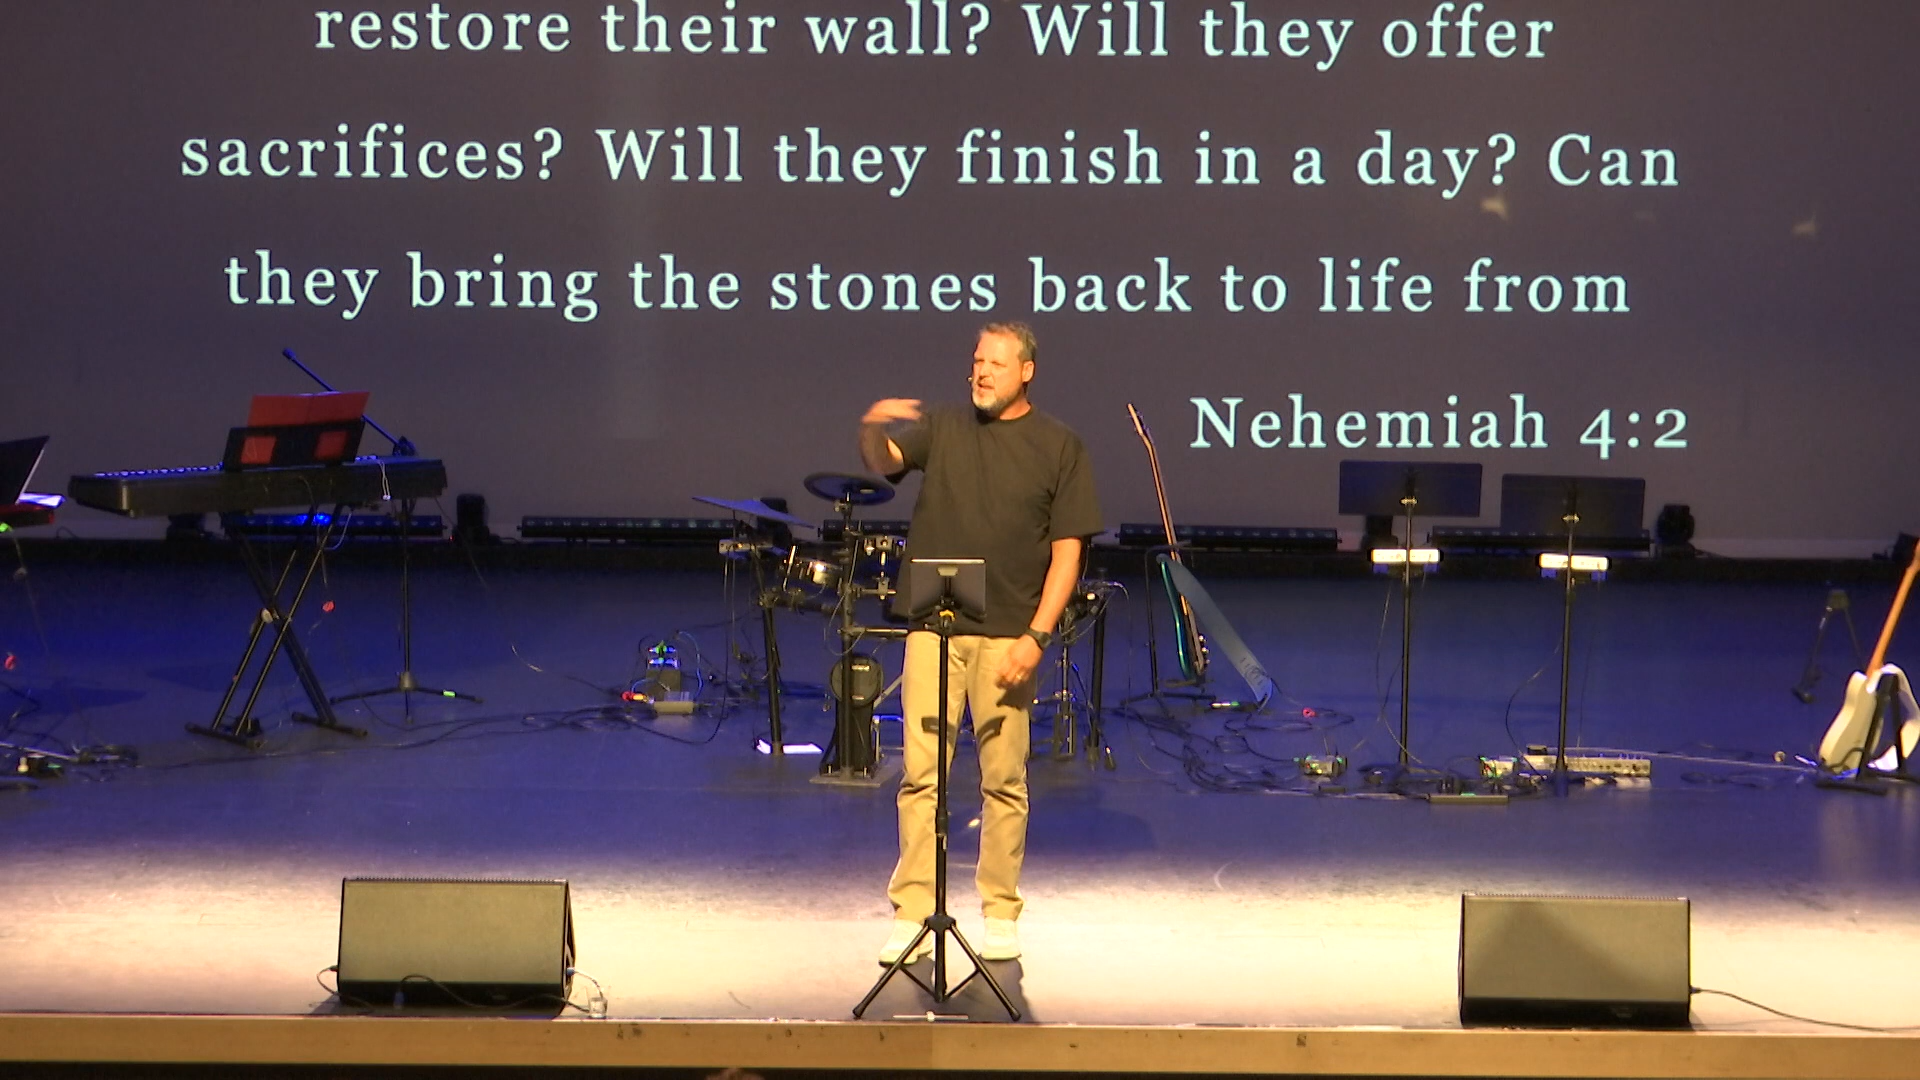 restore their wall? Will they offer
sacrifices? Will they finish in a day? Can
they bring the stones back to life from
Nehemiah 4:2